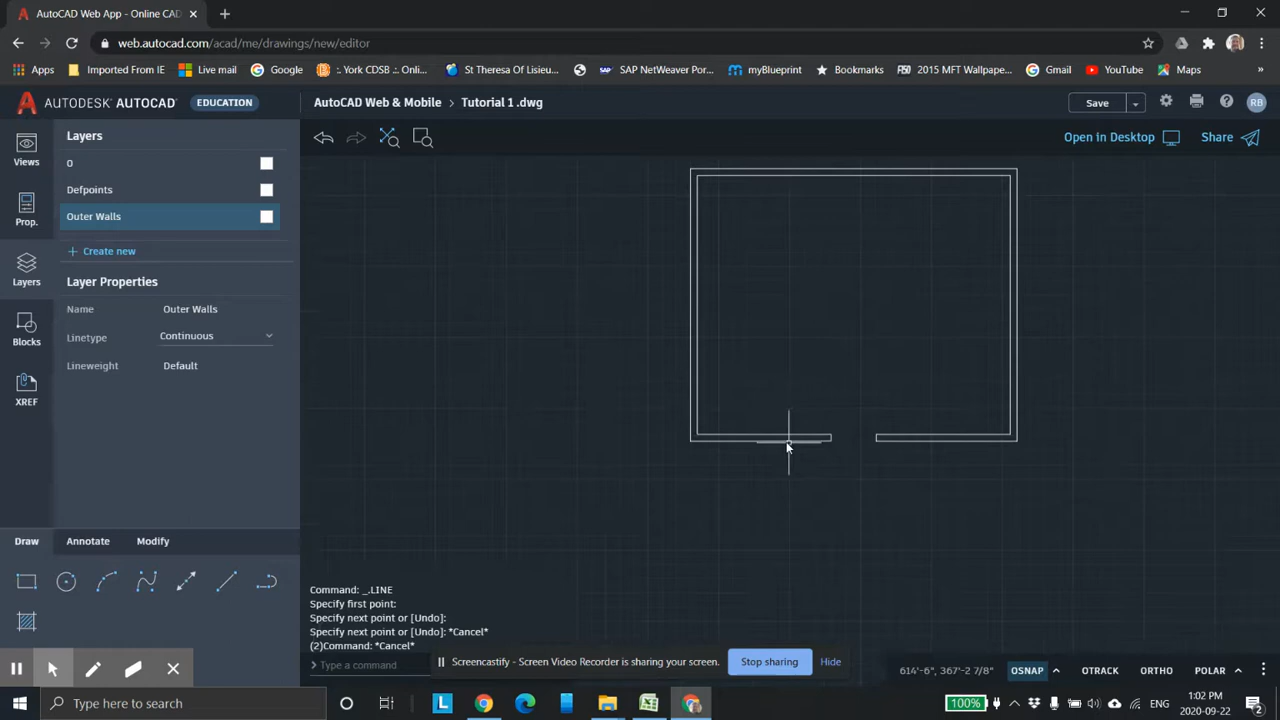 AutoCAD Web App - Online CAD
web.autocad.com/acad/me/drawings/new/editor
Apps Imported From IE Live mail Google : York CDSB :. Onli... St Theresa Of Lisieu... SAP NetWeaver Por... myBlueprint Bookmarks 2015 MFT Wallpape... Gmail YouTube Maps
AUTODESK® AUTOCAD® EDUCATION AutoCAD Web & Mobile > Tutorial 1 .dwg Save RB
Layers
Open in Desktop Share
Views
0
Defpoints
Outer Walls
Prop.
+ Create new
Layers
Layer Properties
Name Outer Walls
Linetype Continuous
Blocks
Lineweight Default
XREF
Draw Annotate Modify
Command: _.LINE
Specify first point:
Specify next point or [Undo]:
Specify next point or [Undo]: *Cancel*
(2)Command: *Cancel*
Type a command
Screencastify - Screen Video Recorder is sharing your screen. Stop sharing Hide
614'-6", 367'-2 7/8" OSNAP OTRACK ORTHO POLAR
Type here to search
100% ENG 1:02 PM
2020-09-22
2